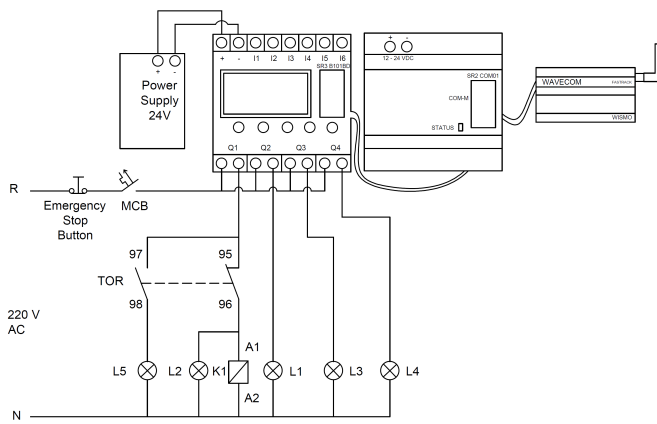 + -
12 - 24 VDC
+ - I1 I2 I3 I4 I5 I6
SR3 B101BD
SR2 COM01
COM-M
STATUS
WAVECOM
FASTRACK
WISMO
+ -
Power
Supply
24V
Q1 Q2 Q3 Q4
R
Emergency
Stop
Button
MCB
97 95
TOR
98 96
220 V
AC
A1
L5 L2 K1 L1 L3 L4
A2
N